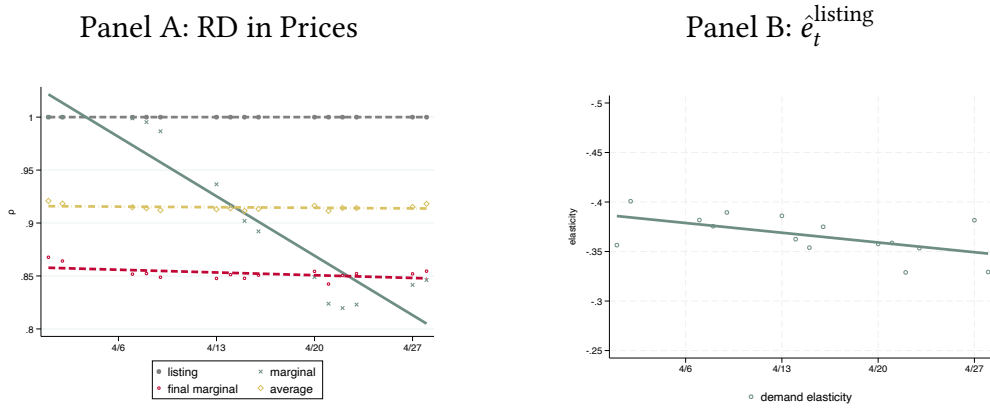 Panel A: RD in Prices
1
.95
.9
.85
.8
ρ
4/6 4/13 4/20 4/27
listing marginal
final marginal average
Panel B: ê_t^listing
-.5
-.45
-.4
-.35
-.3
-.25
elasticity
4/6 4/13 4/20 4/27
demand elasticity